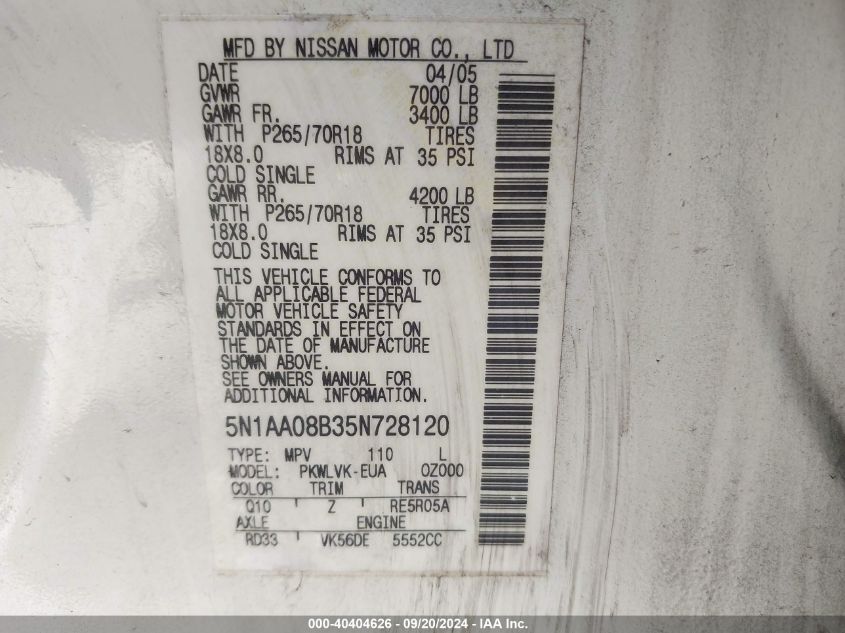 MFD BY NISSAN MOTOR CO., LTD
DATE 04/05
GVWR 7000 LB
GAWR FR. 3400 LB
WITH P265/70R18 TIRES
18X8.0 RIMS AT 35 PSI
COLD SINGLE
GAWR RR. 4200 LB
WITH P265/70R18 TIRES
18X8.0 RIMS AT 35 PSI
COLD SINGLE
THIS VEHICLE CONFORMS TO
ALL APPLICABLE FEDERAL
MOTOR VEHICLE SAFETY
STANDARDS IN EFFECT ON
THE DATE OF MANUFACTURE
SHOWN ABOVE.
SEE OWNERS MANUAL FOR
ADDITIONAL INFORMATION.
5N1AA08B35N728120
TYPE: MPV 110 L
MODEL: PKWLVK-EUA 0Z000
COLOR TRIM TRANS
Q10 Z RE5R05A
AXLE ENGINE
RD33 VK56DE 5552CC
000-40404626 - 09/20/2024 - IAA Inc.